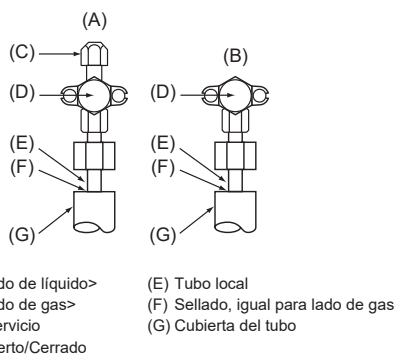 (A)
(C)
(B)
(D)
(D)
(E)
(E)
(F)
(F)
(G)
(G)
do de líquido>
(E) Tubo local
do de gas>
(F) Sellado, igual para lado de gas
ervicio
(G) Cubierta del tubo
erto/Cerrado